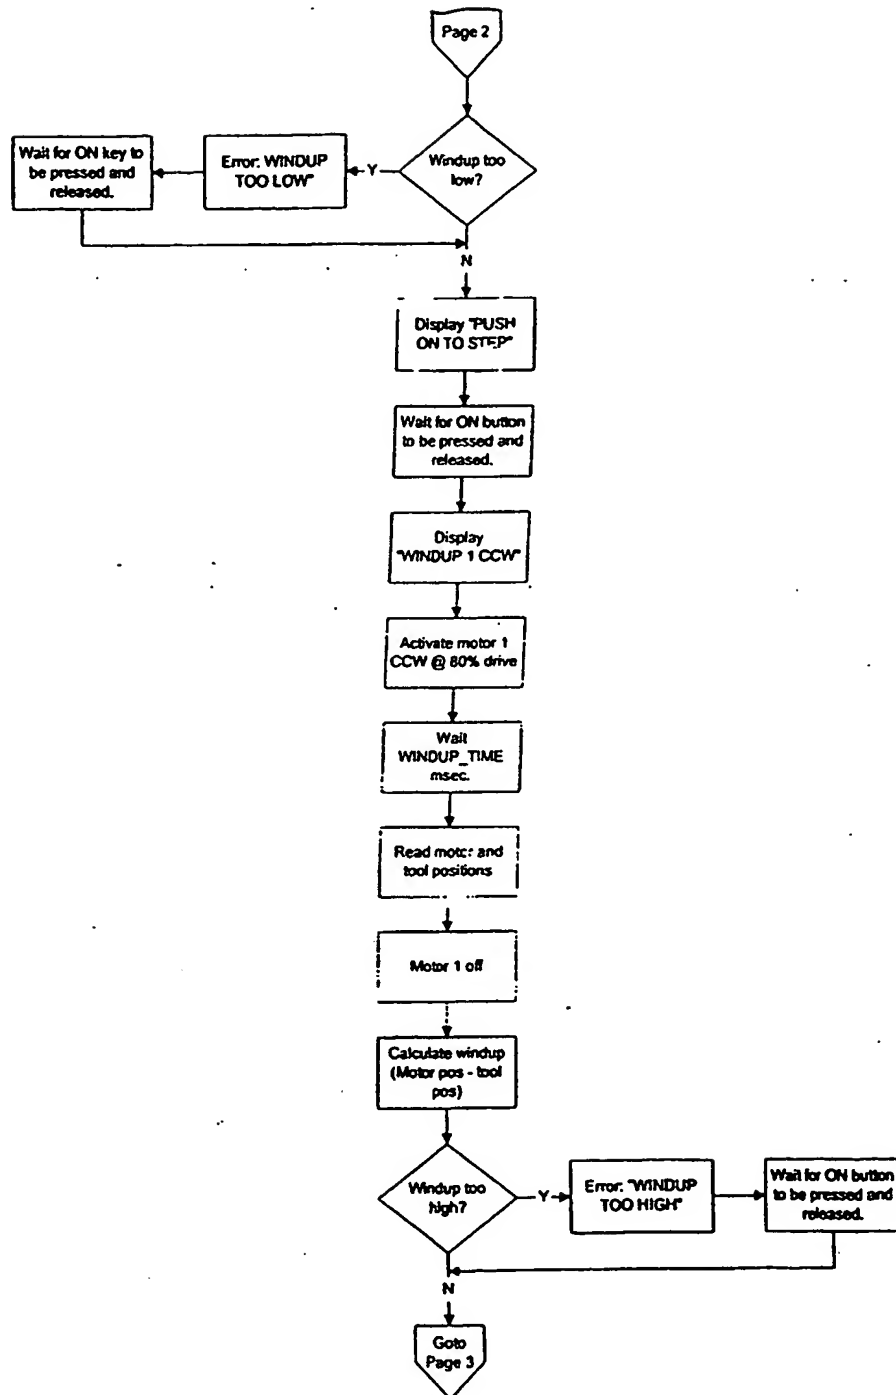 Page 2
Windup too
low?
Y
Error: WINDUP
TOO LOW"
Wait for ON key to
be pressed and
released.
N
Display "PUSH
ON TO STEP"
Wait for ON button
to be pressed and
released.
Display
"WINDUP 1 CCW"
Activate motor 1
CCW @ 80% drive
Wait
WINDUP_TIME
msec.
Read motor and
tool positions
Motor 1 off
Calculate windup
(Motor pos - tool
pos)
Windup too
high?
Y
Error: "WINDUP
TOO HIGH"
Wait for ON button
to be pressed and
released.
N
Goto
Page 3